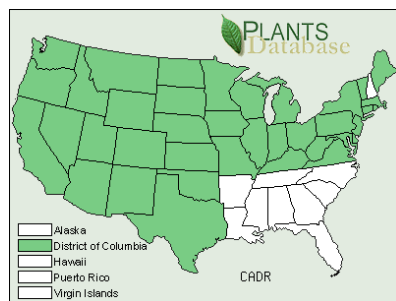 PLANTS
Database
Alaska
District of Columbia
Hawaii
Puerto Rico
Virgin Islands
CADR